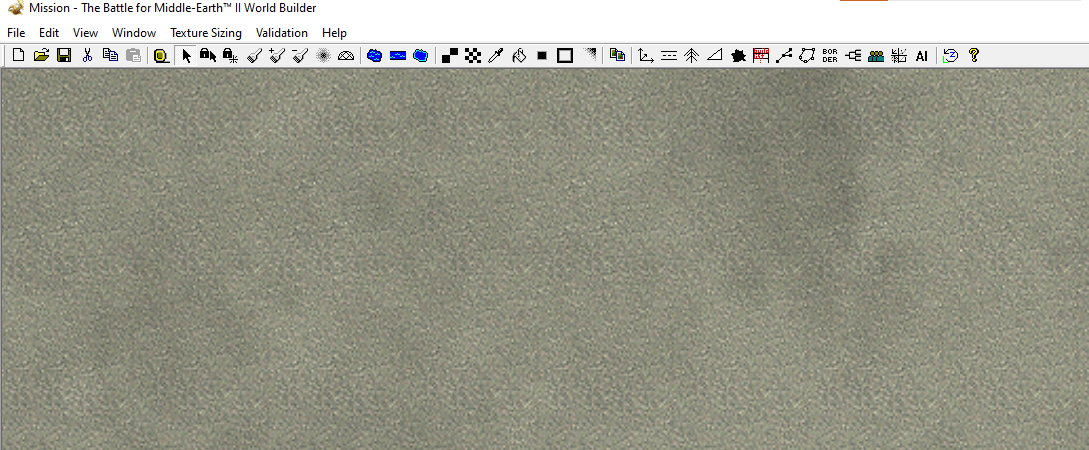 Mission - The Battle for Middle-Earth™ II World Builder
File Edit View Window Texture Sizing Validation Help
BOR
DER
AI
?